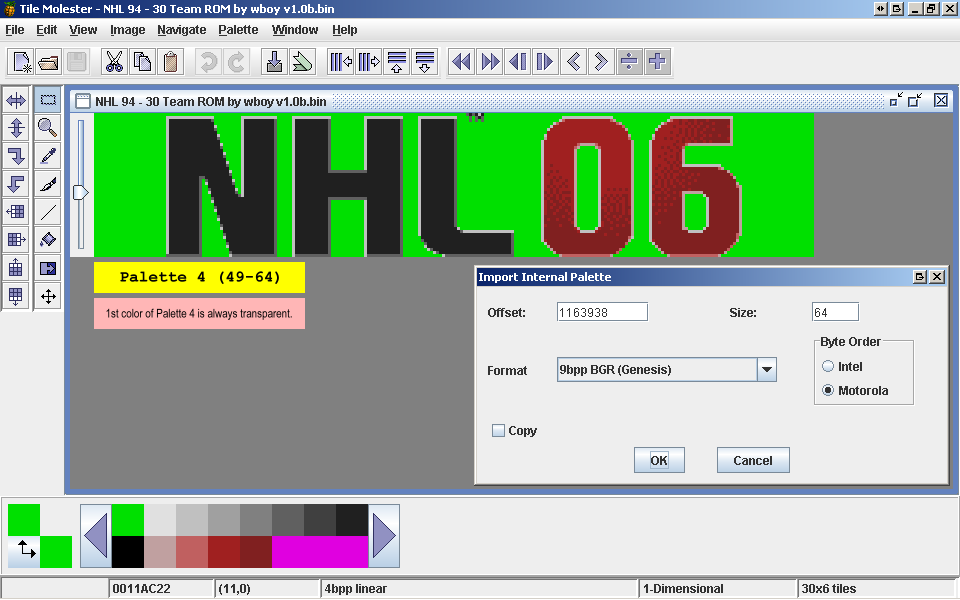 Tile Molester - NHL 94 - 30 Team ROM by wboy v1.0b.bin
File Edit View Image Navigate Palette Window Help
NHL 94 - 30 Team ROM by wboy v1.0b.bin
NHL06
Palette 4 (49-64)
1st color of Palette 4 is always transparent.
Import Internal Palette
Offset: 1163938 Size: 64
Byte Order
Format 9bpp BGR (Genesis) Intel
Motorola
Copy
OK Cancel
0011AC22 (11,0) 4bpp linear 1-Dimensional 30x6 tiles